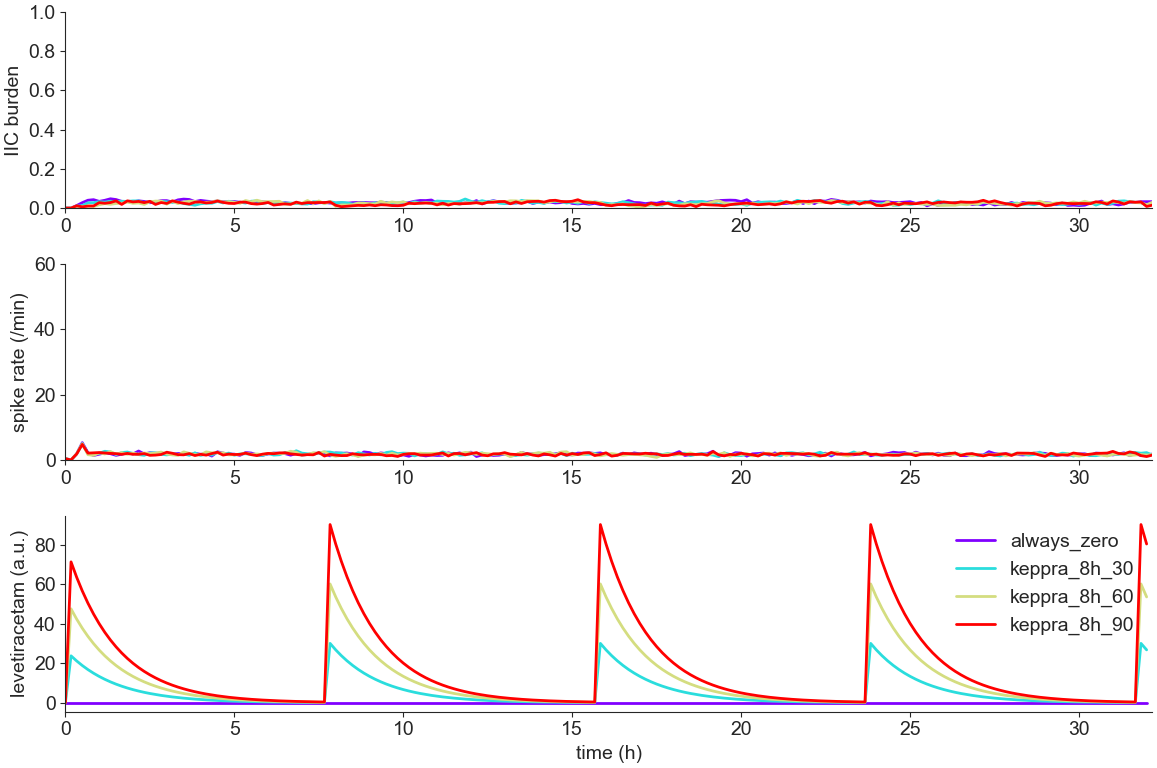 IIC burden
1.0
0.8
0.6
0.4
0.2
0.0
0 5 10 15 20 25 30
spike rate (/min)
60
40
20
0
0 5 10 15 20 25 30
levetiracetam (a.u.)
80
60
40
20
0
always_zero
keppra_8h_30
keppra_8h_60
keppra_8h_90
0 5 10 15 20 25 30
time (h)